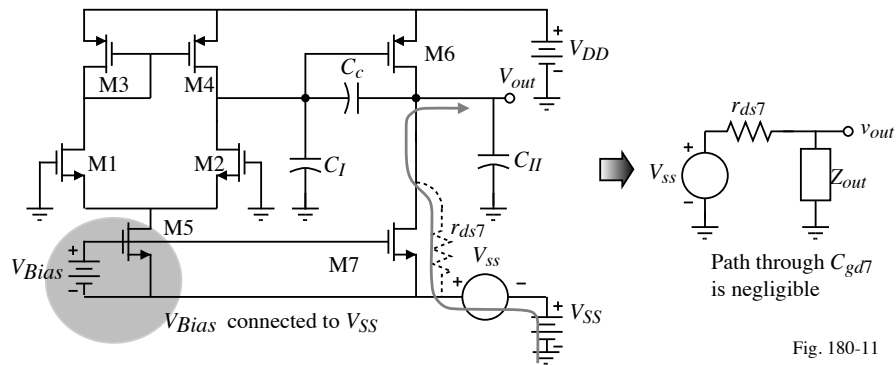 M6
V_DD
M3
M4
C_c
V_out
r_ds7
v_out
M1
M2
C_I
C_II
V_ss
Z_out
M5
r_ds7
V_Bias
M7
V_ss
V_SS
V_Bias connected to V_SS
Path through C_gd7
is negligible
Fig. 180-11